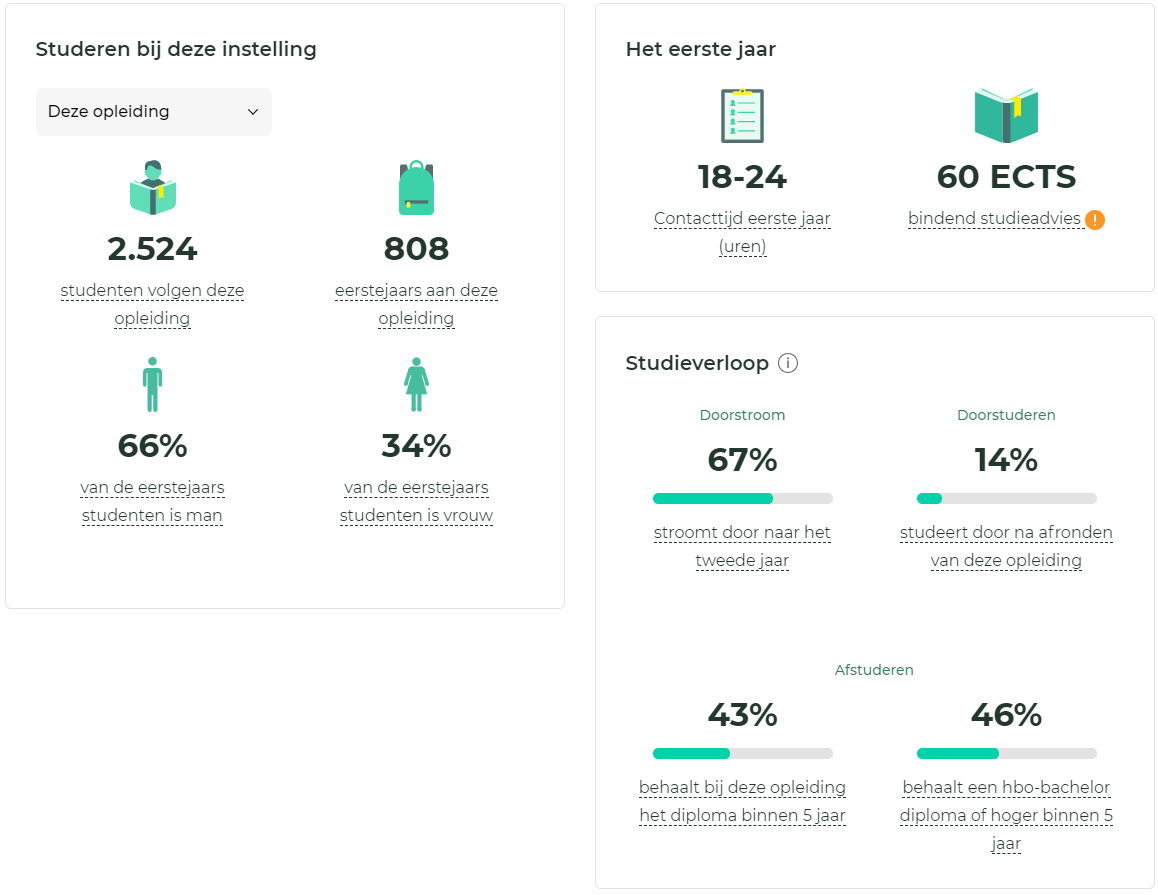 Studeren bij deze instelling
Deze opleiding
2.524
studenten volgen deze
opleiding
808
eerstejaars aan deze
opleiding
66%
van de eerstejaars
studenten is man
34%
van de eerstejaars
studenten is vrouw
Het eerste jaar
18-24
Contacttijd eerste jaar
(uren)
60 ECTS
bindend studieadvies
Studieverloop
Doorstroom
67%
stroomt door naar het
tweede jaar
Doorstuderen
14%
studeert door na afronden
van deze opleiding
Afstuderen
43%
behaalt bij deze opleiding
het diploma binnen 5 jaar
46%
behaalt een hbo-bachelor
diploma of hoger binnen 5
jaar